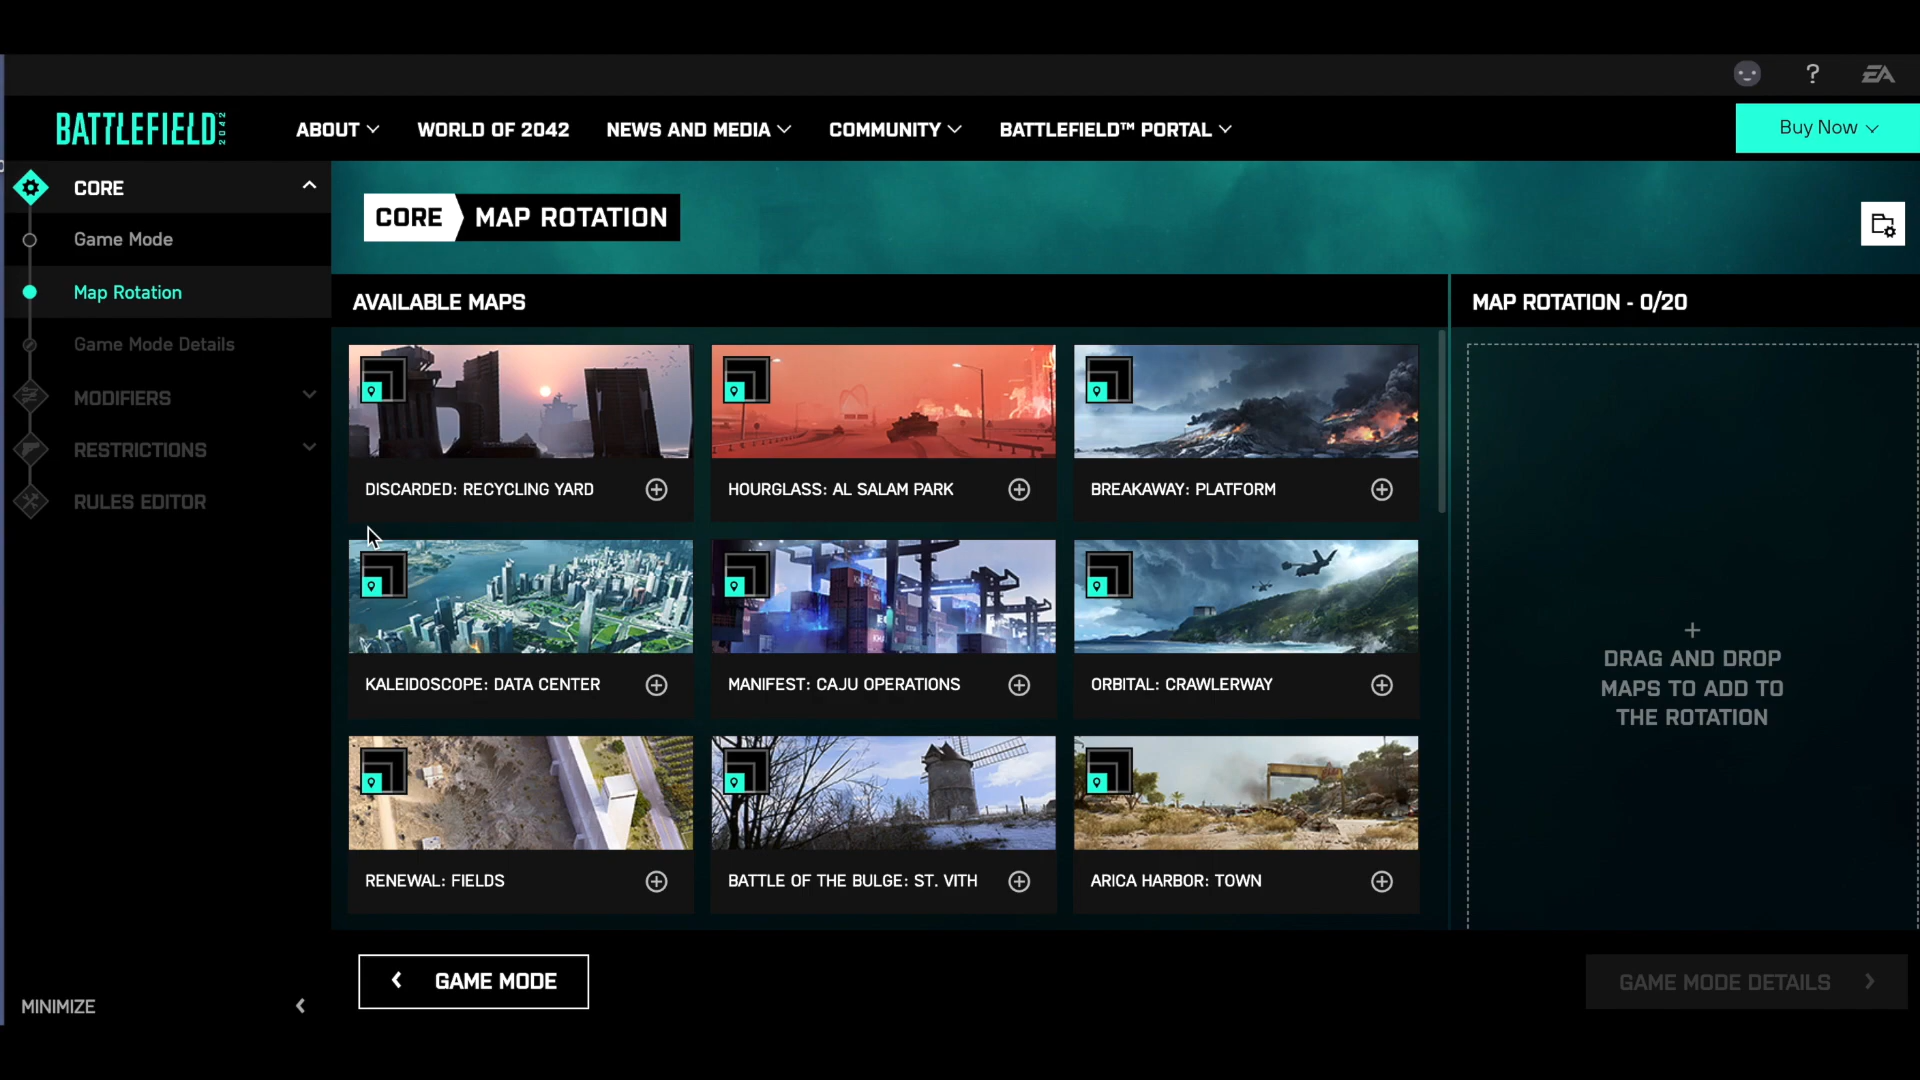 ?
EA
BATTLEFIELD 2042
ABOUT
WORLD OF 2042
NEWS AND MEDIA
COMMUNITY
BATTLEFIELD™ PORTAL
Buy Now
CORE
Game Mode
Map Rotation
Game Mode Details
MODIFIERS
RESTRICTIONS
RULES EDITOR
MINIMIZE
CORE MAP ROTATION
AVAILABLE MAPS
DISCARDED: RECYCLING YARD
HOURGLASS: AL SALAM PARK
BREAKAWAY: PLATFORM
KALEIDOSCOPE: DATA CENTER
MANIFEST: CAJU OPERATIONS
ORBITAL: CRAWLERWAY
RENEWAL: FIELDS
BATTLE OF THE BULGE: ST. VITH
ARICA HARBOR: TOWN
GAME MODE
MAP ROTATION - 0/20
+
DRAG AND DROP
MAPS TO ADD TO
THE ROTATION
GAME MODE DETAILS